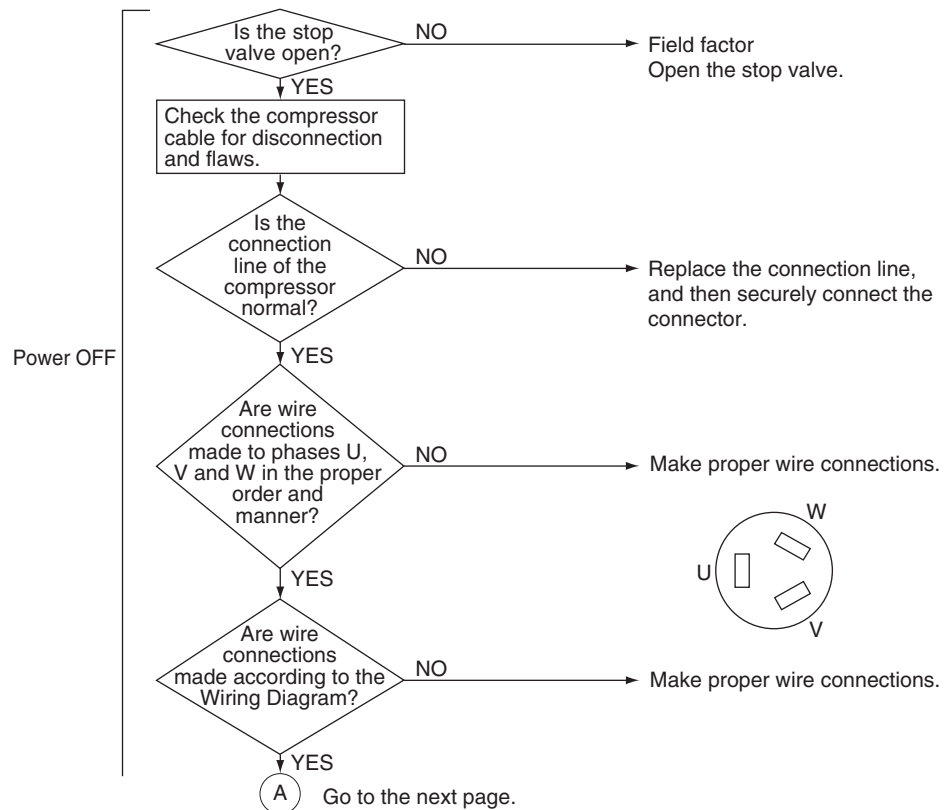 Is the stop
valve open?
NO
Field factor
Open the stop valve.
YES
Check the compressor
cable for disconnection
and flaws.
Is the
connection
line of the
compressor
normal?
NO
Replace the connection line,
and then securely connect the
connector.
Power OFF
YES
Are wire
connections
made to phases U,
V and W in the proper
order and
manner?
NO
Make proper wire connections.
W
U
V
YES
Are wire
connections
made according to the
Wiring Diagram?
NO
Make proper wire connections.
YES
A
Go to the next page.